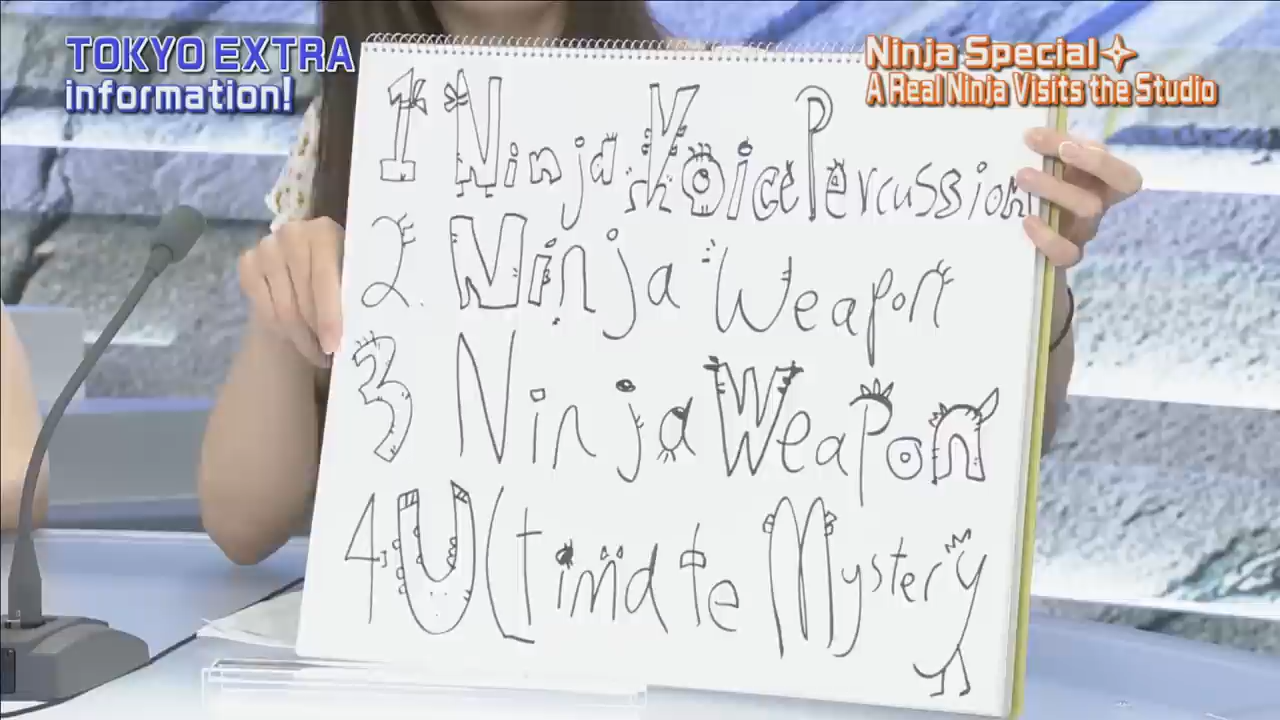 TOKYO EXTRA
information!
Ninja Special
A Real Ninja Visits the Studio
1 Ninja Voice Percussion
2. Ninja Weapon
3 Ninja Weapon
4. Ultimate Mystery